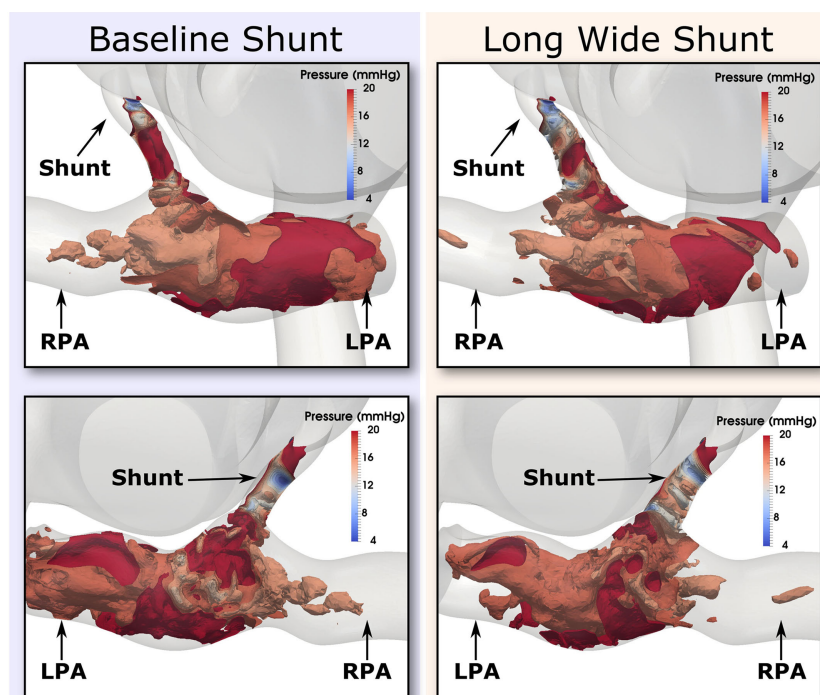 Baseline Shunt
Long Wide Shunt
Pressure (mmHg)
20
16
12
8
4
Shunt
RPA
LPA
Pressure (mmHg)
20
16
12
8
4
Shunt
RPA
LPA
Pressure (mmHg)
20
16
12
8
4
Shunt
LPA
RPA
Pressure (mmHg)
20
16
12
8
4
Shunt
LPA
RPA